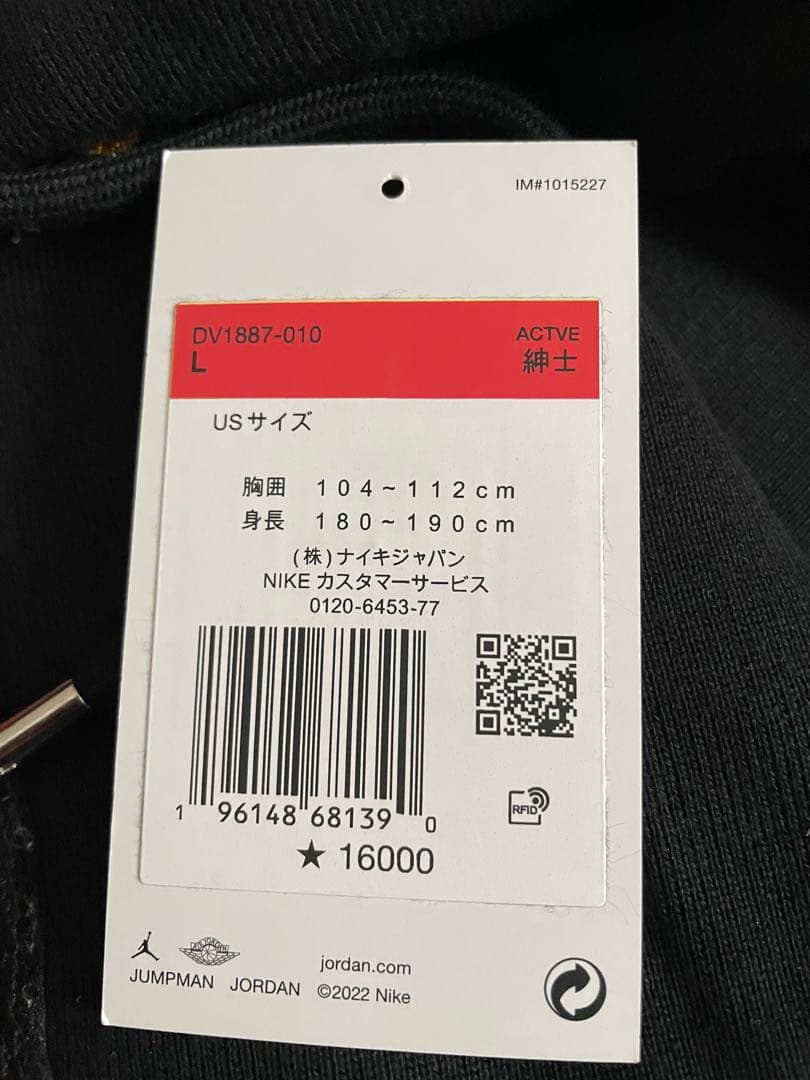 IM#1015227
DV1887-010
ACTVE
L
紳士
USサイズ
胸囲 104~112cm
身長 180~190cm
(株)ナイキジャパン
NIKE カスタマーサービス
0120-6453-77
RFID
1 96148 68139 0
★ 16000
AIR JORDAN
JUMPMAN JORDAN
jordan.com
©2022 Nike